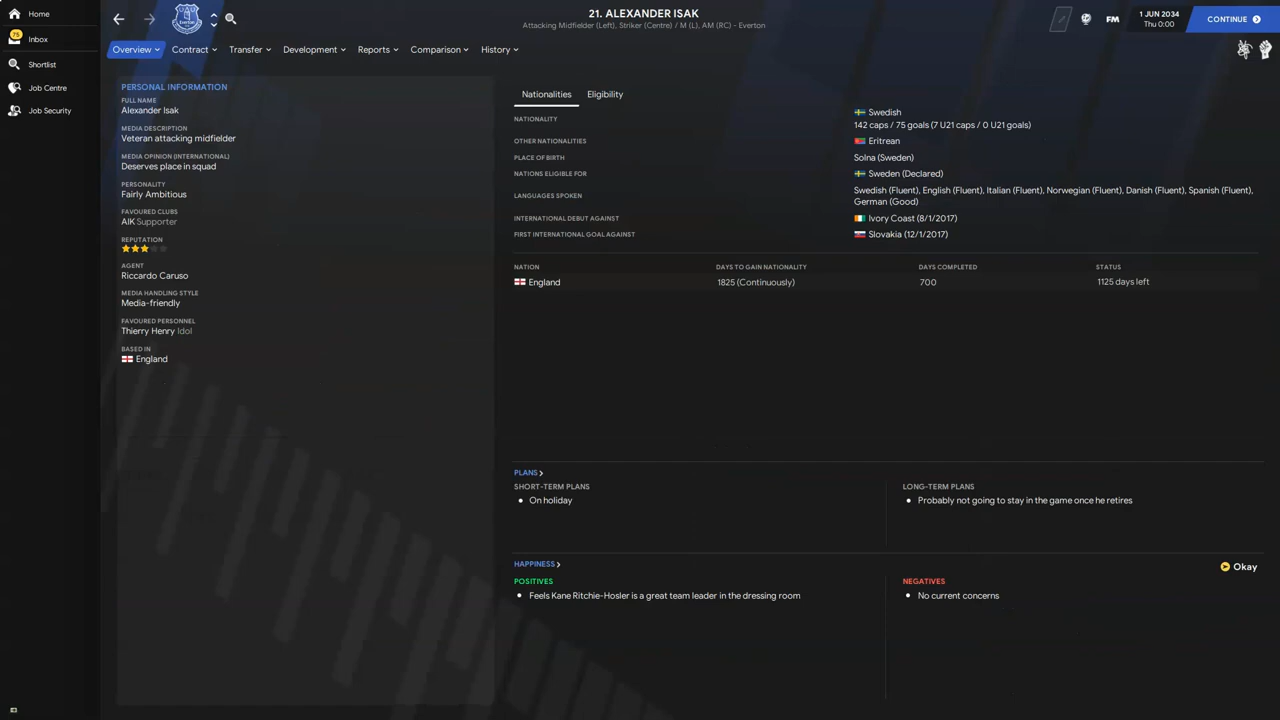 Home
75
Inbox
Shortlist
Job Centre
Job Security
Everton
21. ALEXANDER ISAK
Attacking Midfielder (Left), Striker (Centre) / M (L), AM (RC) - Everton
FM
1 JUN 2034
Thu 0:00
CONTINUE
Overview
Contract
Transfer
Development
Reports
Comparison
History
PERSONAL INFORMATION
FULL NAME
Alexander Isak
MEDIA DESCRIPTION
Veteran attacking midfielder
MEDIA OPINION (INTERNATIONAL)
Deserves place in squad
PERSONALITY
Fairly Ambitious
FAVOURED CLUBS
AIK Supporter
REPUTATION
AGENT
Riccardo Caruso
MEDIA HANDLING STYLE
Media-friendly
FAVOURED PERSONNEL
Thierry Henry Idol
BASED IN
England
Nationalities Eligibility
NATIONALITY Swedish
142 caps / 75 goals (7 U21 caps / 0 U21 goals)
OTHER NATIONALITIES Eritrean
PLACE OF BIRTH Solna (Sweden)
NATIONS ELIGIBLE FOR Sweden (Declared)
LANGUAGES SPOKEN Swedish (Fluent), English (Fluent), Italian (Fluent), Norwegian (Fluent), Danish (Fluent), Spanish (Fluent),
German (Good)
INTERNATIONAL DEBUT AGAINST Ivory Coast (8/1/2017)
FIRST INTERNATIONAL GOAL AGAINST Slovakia (12/1/2017)
NATION DAYS TO GAIN NATIONALITY DAYS COMPLETED STATUS
England 1825 (Continuously) 700 1125 days left
PLANS
SHORT-TERM PLANS LONG-TERM PLANS
On holiday Probably not going to stay in the game once he retires
HAPPINESS Okay
POSITIVES NEGATIVES
Feels Kane Ritchie-Hosler is a great team leader in the dressing room No current concerns